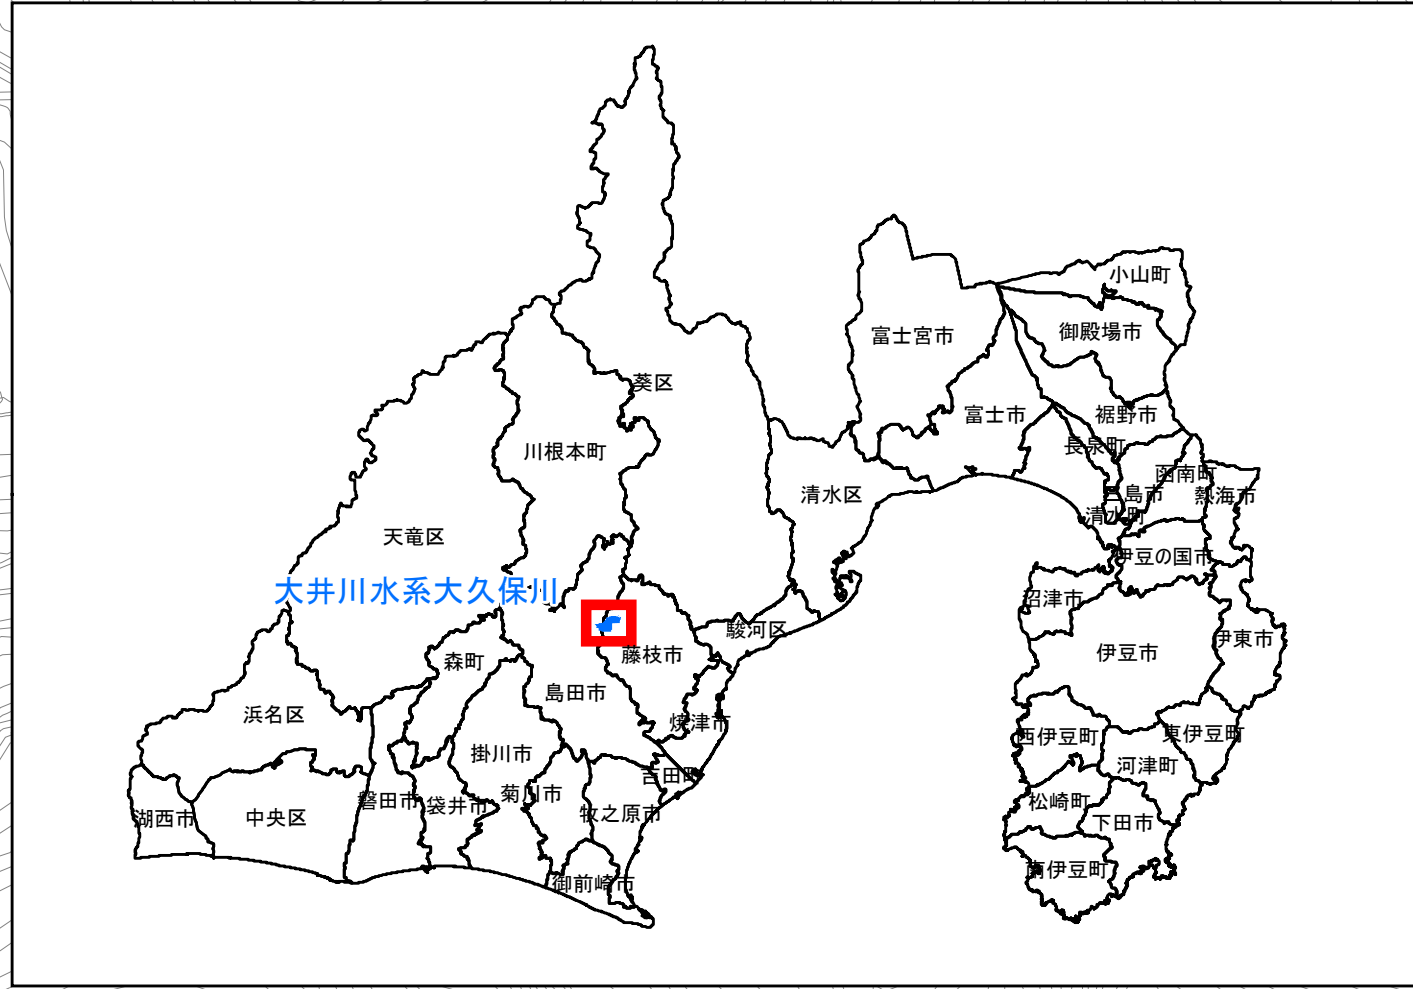 小山町
御殿場市
富士宮市
葵区
裾野市
富士市
長泉町
川根本町
函南町
三島市
熱海市
清水区
清水町
天竜区
伊豆の国市
大井川水系大久保川
沼津市
駿河区
伊東市
伊豆市
藤枝市
森町
島田市
浜名区
焼津市
東伊豆町
西伊豆町
掛川市
河津町
吉田町
菊川市
磐田市
袋井市
松崎町
牧之原市
湖西市
中央区
下田市
南伊豆町
御前崎市